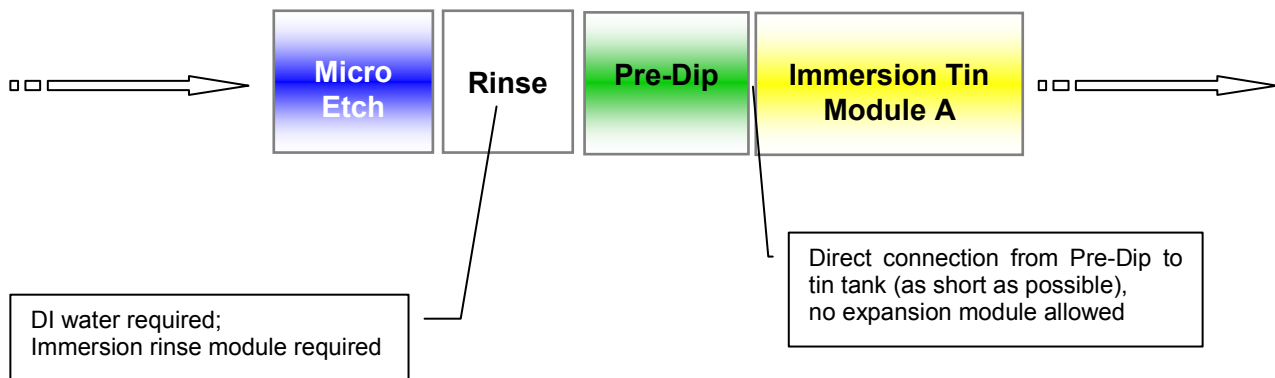 Micro
Etch
Rinse
Pre-Dip
Immersion Tin
Module A
Direct connection from Pre-Dip to
tin tank (as short as possible),
no expansion module allowed
DI water required;
Immersion rinse module required